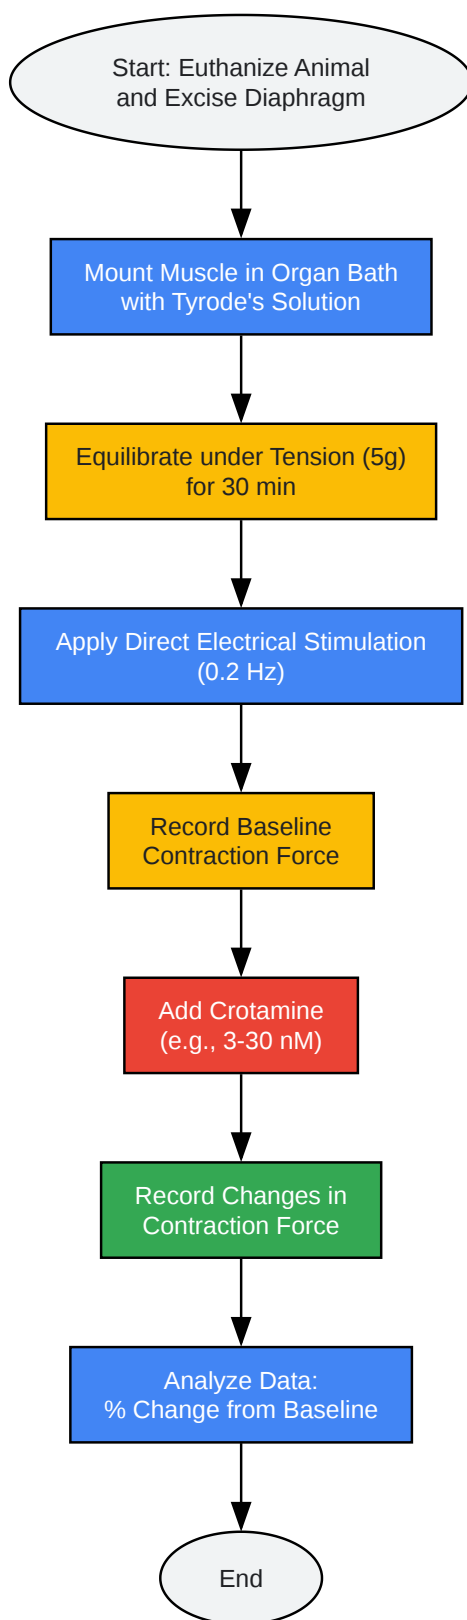 Start: Euthanize Animal
and Excise Diaphragm
Mount Muscle in Organ Bath
with Tyrode's Solution
Equilibrate under Tension (5g)
for 30 min
Apply Direct Electrical Stimulation
(0.2 Hz)
Record Baseline
Contraction Force
Add Crotamine
(e.g., 3-30 nM)
Record Changes in
Contraction Force
Analyze Data:
% Change from Baseline
End